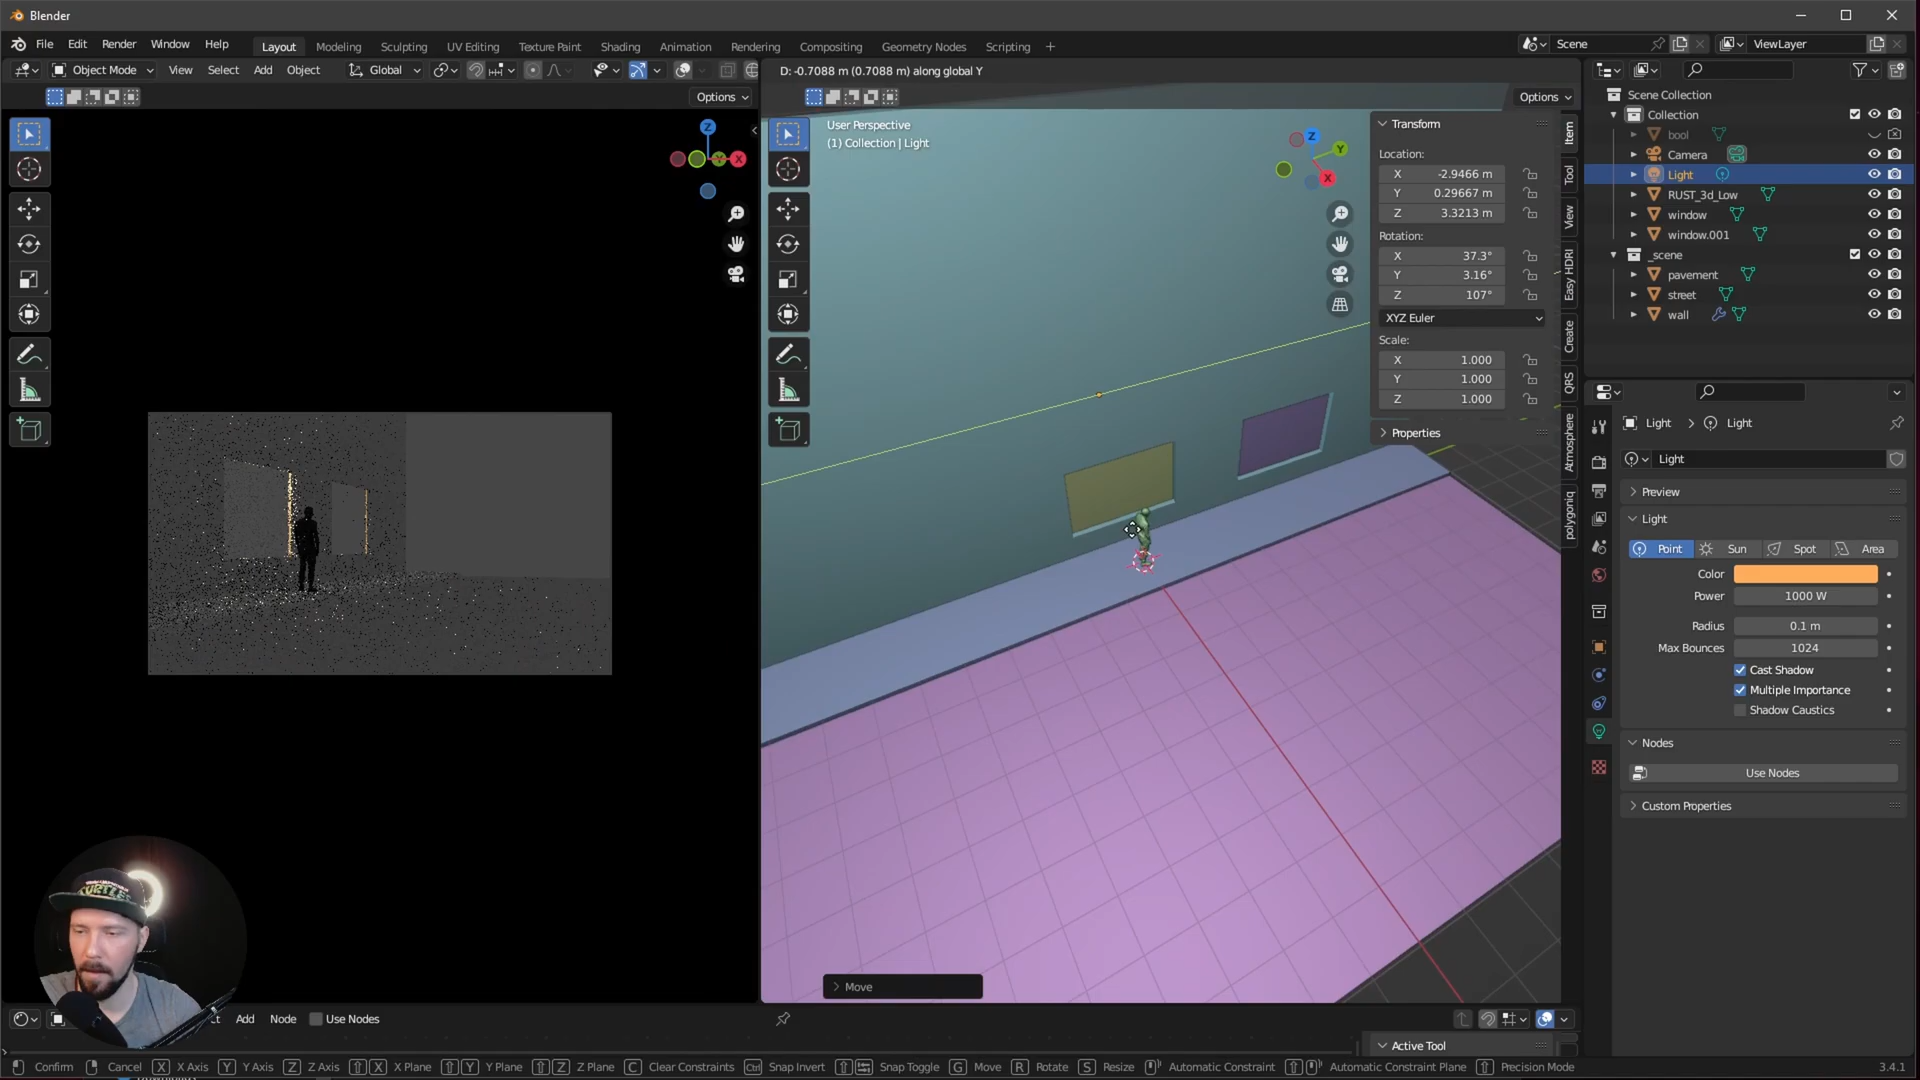 Blender
File Edit Render Window Help
Layout Modeling Sculpting UV Editing Texture Paint Shading Animation Rendering Compositing Geometry Nodes Scripting +
Scene
ViewLayer
Object Mode View Select Add Object Global
D: -0.7088 m (0.7088 m) along global Y
Options
Options
Z
X
User Perspective
(1) Collection | Light
Z
Y
X
Transform
Location:
X -2.9466 m
Y 0.29667 m
Z 3.3213 m
Rotation:
X 37.3°
Y 3.16°
Z 107°
XYZ Euler
Scale:
X 1.000
Y 1.000
Z 1.000
Properties
Item
Tool
View
Easy HDRI
Create
QRS
Atmosphere
polygoniq
Scene Collection
Collection
bool
Camera
Light
RUST_3d_Low
window
window.001
_scene
pavement
street
wall
Light Light
Light
Preview
Light
Point Sun Spot Area
Color
Power 1000 W
Radius 0.1 m
Max Bounces 1024
Cast Shadow
Multiple Importance
Shadow Caustics
Nodes
Use Nodes
Custom Properties
Move
TURTLES
Add Node Use Nodes
Active Tool
Confirm Cancel X X Axis Y Y Axis Z Z Axis X X Plane Y Y Plane Z Z Plane C Clear Constraints Ctrl Snap Invert Snap Toggle G Move R Rotate S Resize Automatic Constraint Automatic Constraint Plane Precision Mode 3.4.1